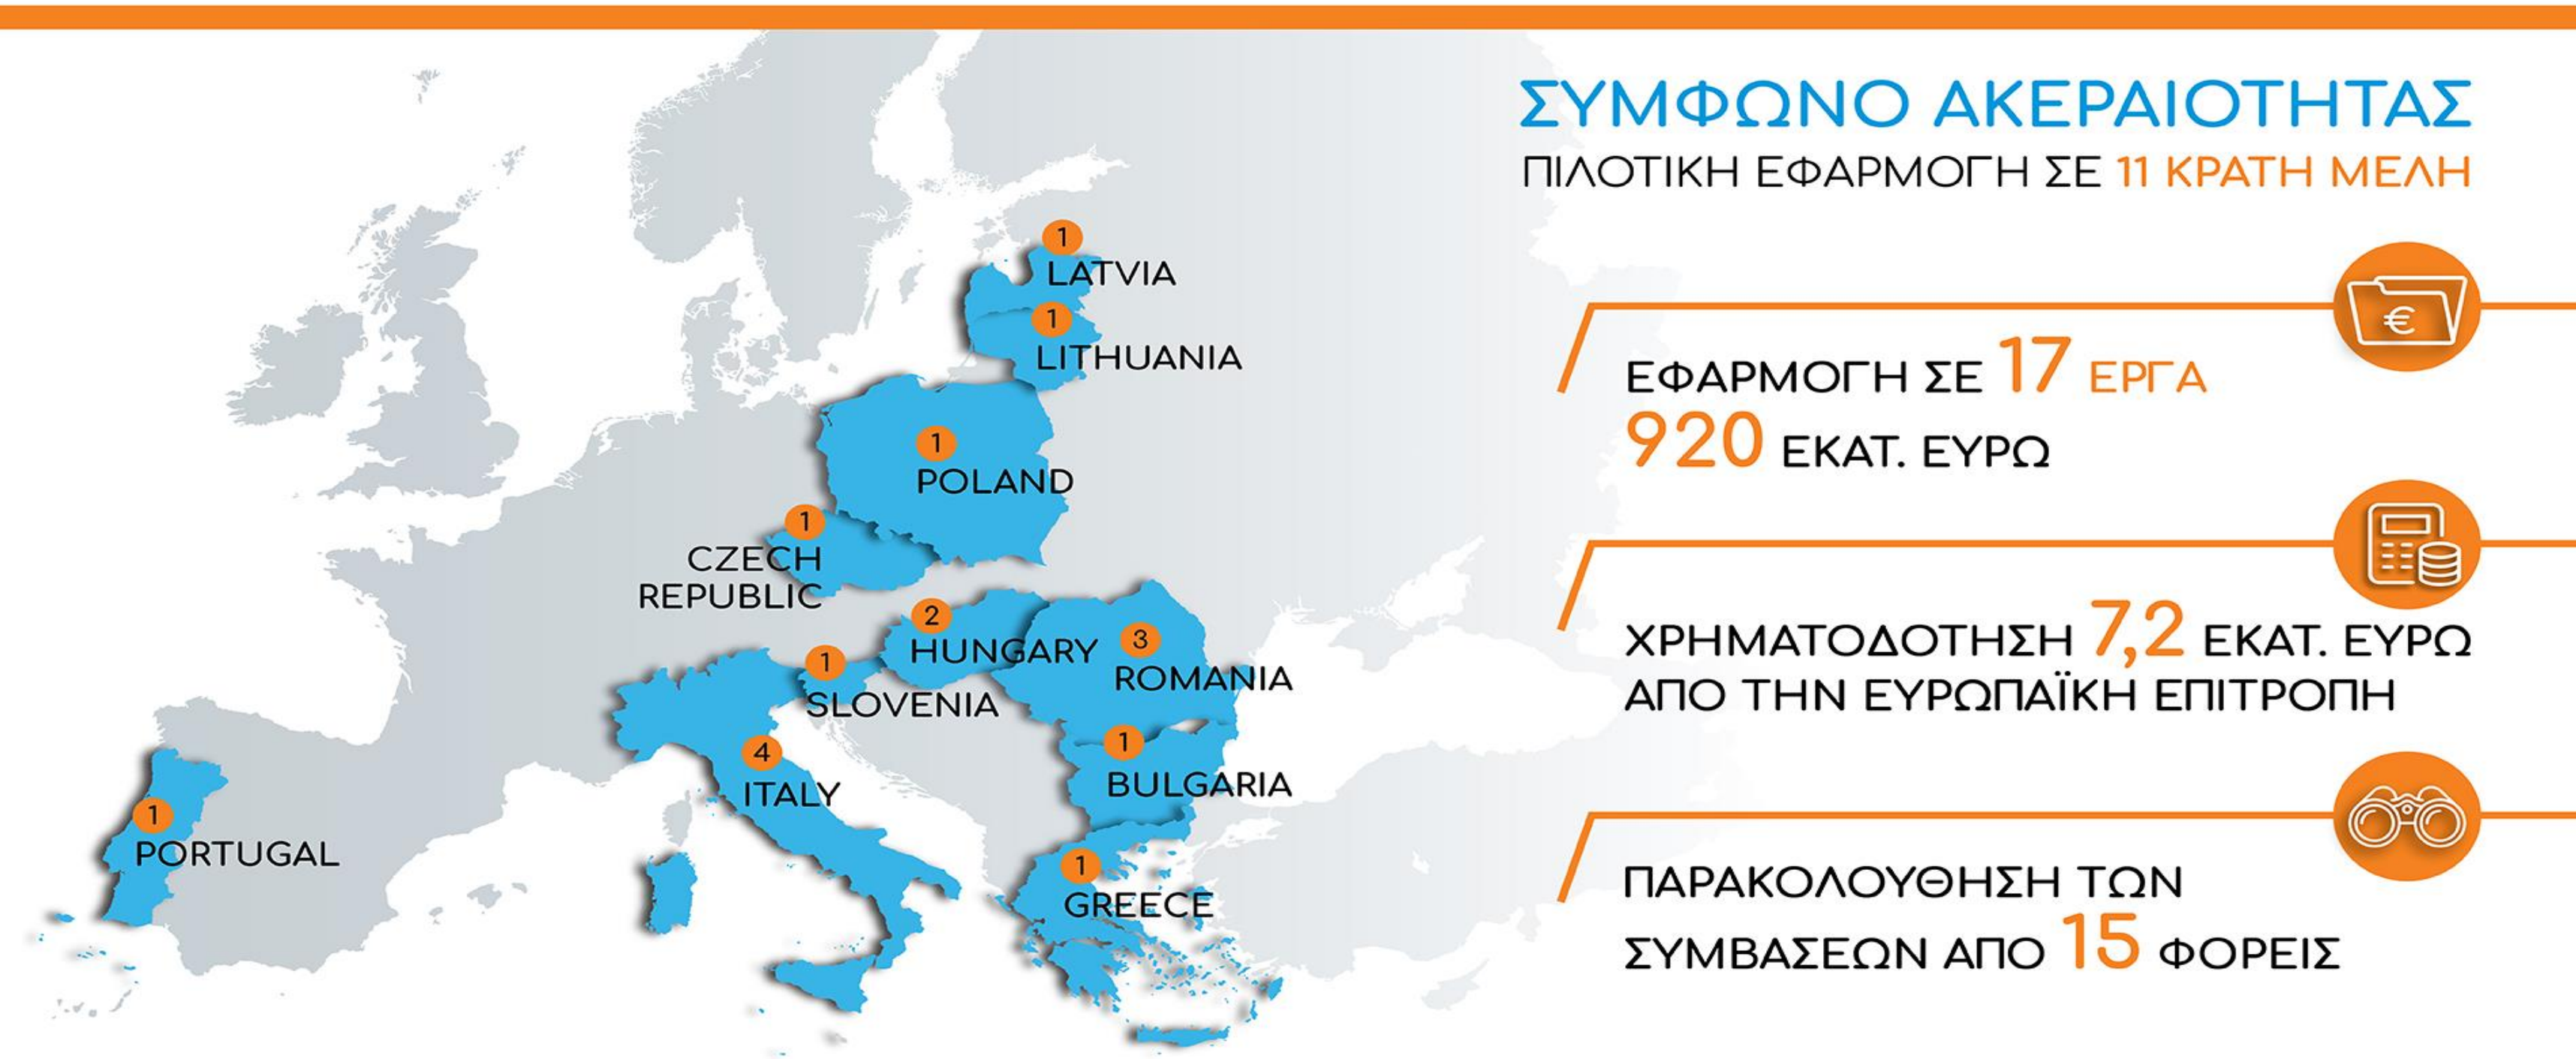 ΣΥΜΦΩΝΟ ΑΚΕΡΑΙΟΤΗΤΑΣ
ΠΙΛΟΤΙΚΗ ΕΦΑΡΜΟΓΗ ΣΕ 11 ΚΡΑΤΗ ΜΕΛΗ
1
LATVIA
1
LITHUANIA
1
POLAND
1
CZECH
REPUBLIC
2
HUNGARY
3
ROMANIA
1
SLOVENIA
1
BULGARIA
4
ITALY
1
PORTUGAL
1
GREECE
€
ΕΦΑΡΜΟΓΗ ΣΕ 17 ΕΡΓΑ
920 ΕΚΑΤ. ΕΥΡΩ
ΧΡΗΜΑΤΟΔΟΤΗΣΗ 7,2 ΕΚΑΤ. ΕΥΡΩ
ΑΠΟ ΤΗΝ ΕΥΡΩΠΑΪΚΗ ΕΠΙΤΡΟΠΗ
ΠΑΡΑΚΟΛΟΥΘΗΣΗ ΤΩΝ
ΣΥΜΒΑΣΕΩΝ ΑΠΟ 15 ΦΟΡΕΙΣ